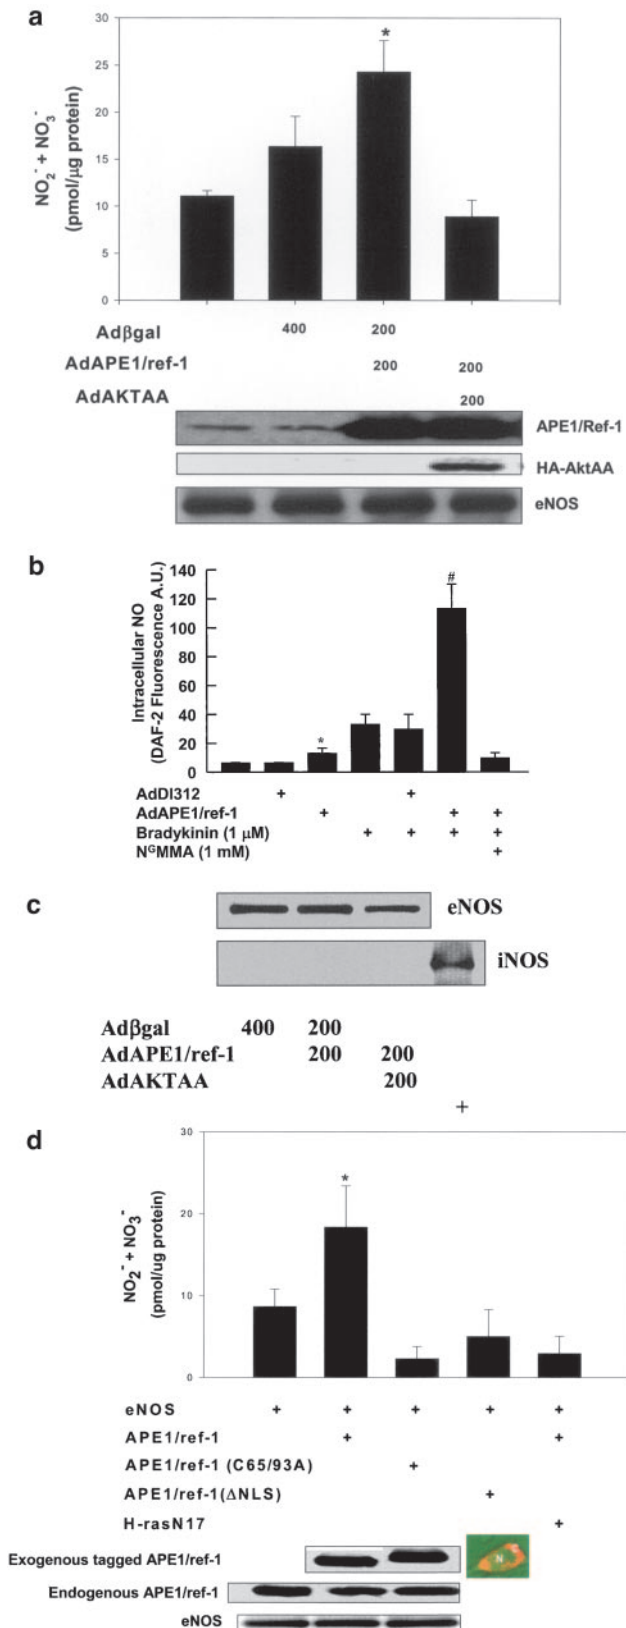 a
30
25
20
15
10
5
0
NO2- + NO3-
(pmol/µg protein)
*
Adβgal 400 200
AdAPE1/ref-1 200 200
AdAKTAA 200
APE1/Ref-1
HA-AktAA
eNOS
b
140
120
100
80
60
40
20
0
Intracellular NO
(DAF-2 Fluorescence A.U.)
* #
AdDl312 + +
AdAPE1/ref-1 + + +
Bradykinin (1 µM) + + + +
NGMMA (1 mM) +
c
eNOS
iNOS
Adβgal 400 200
AdAPE1/ref-1 200 200
AdAKTAA 200
+
d
30
20
10
0
NO2- + NO3-
(pmol/ug protein)
*
eNOS + + + + +
APE1/ref-1 + +
APE1/ref-1 (C65/93A) +
APE1/ref-1(ΔNLS) +
H-rasN17 +
Exogenous tagged APE1/ref-1
N
Endogenous APE1/ref-1
eNOS